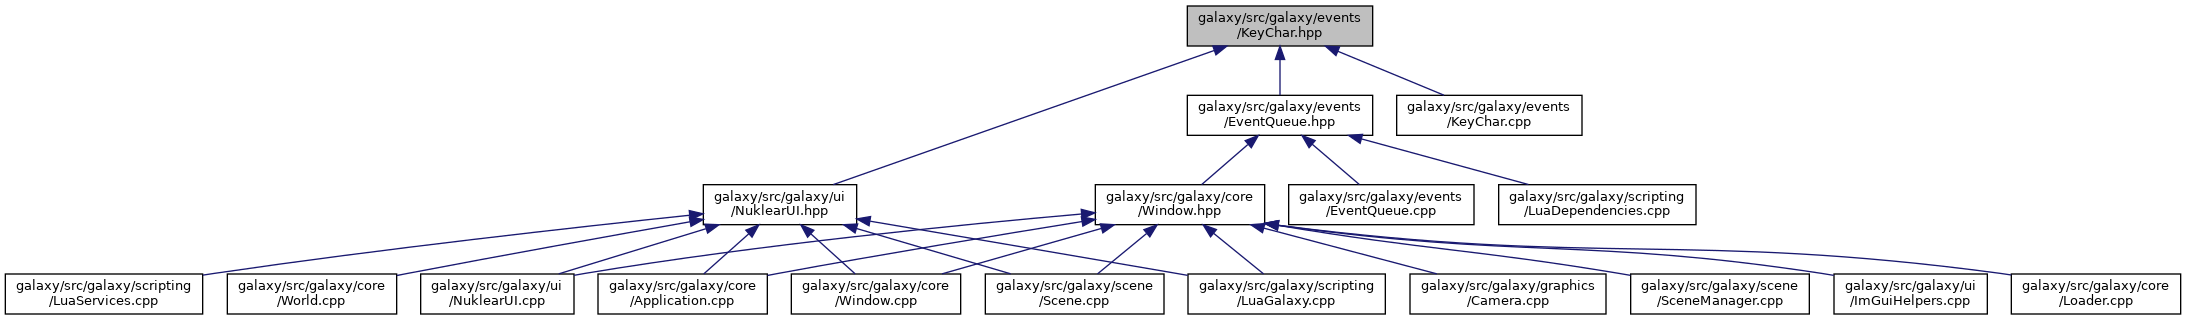 galaxy/src/galaxy/events
/KeyChar.hpp
galaxy/src/galaxy/events
/EventQueue.hpp
galaxy/src/galaxy/events
/KeyChar.cpp
galaxy/src/galaxy/ui
/NuklearUI.hpp
galaxy/src/galaxy/core
/Window.hpp
galaxy/src/galaxy/events
/EventQueue.cpp
galaxy/src/galaxy/scripting
/LuaDependencies.cpp
galaxy/src/galaxy/scripting
/LuaServices.cpp
galaxy/src/galaxy/core
/World.cpp
galaxy/src/galaxy/ui
/NuklearUI.cpp
galaxy/src/galaxy/core
/Application.cpp
galaxy/src/galaxy/core
/Window.cpp
galaxy/src/galaxy/scene
/Scene.cpp
galaxy/src/galaxy/scripting
/LuaGalaxy.cpp
galaxy/src/galaxy/graphics
/Camera.cpp
galaxy/src/galaxy/scene
/SceneManager.cpp
galaxy/src/galaxy/ui
/ImGuiHelpers.cpp
galaxy/src/galaxy/core
/Loader.cpp